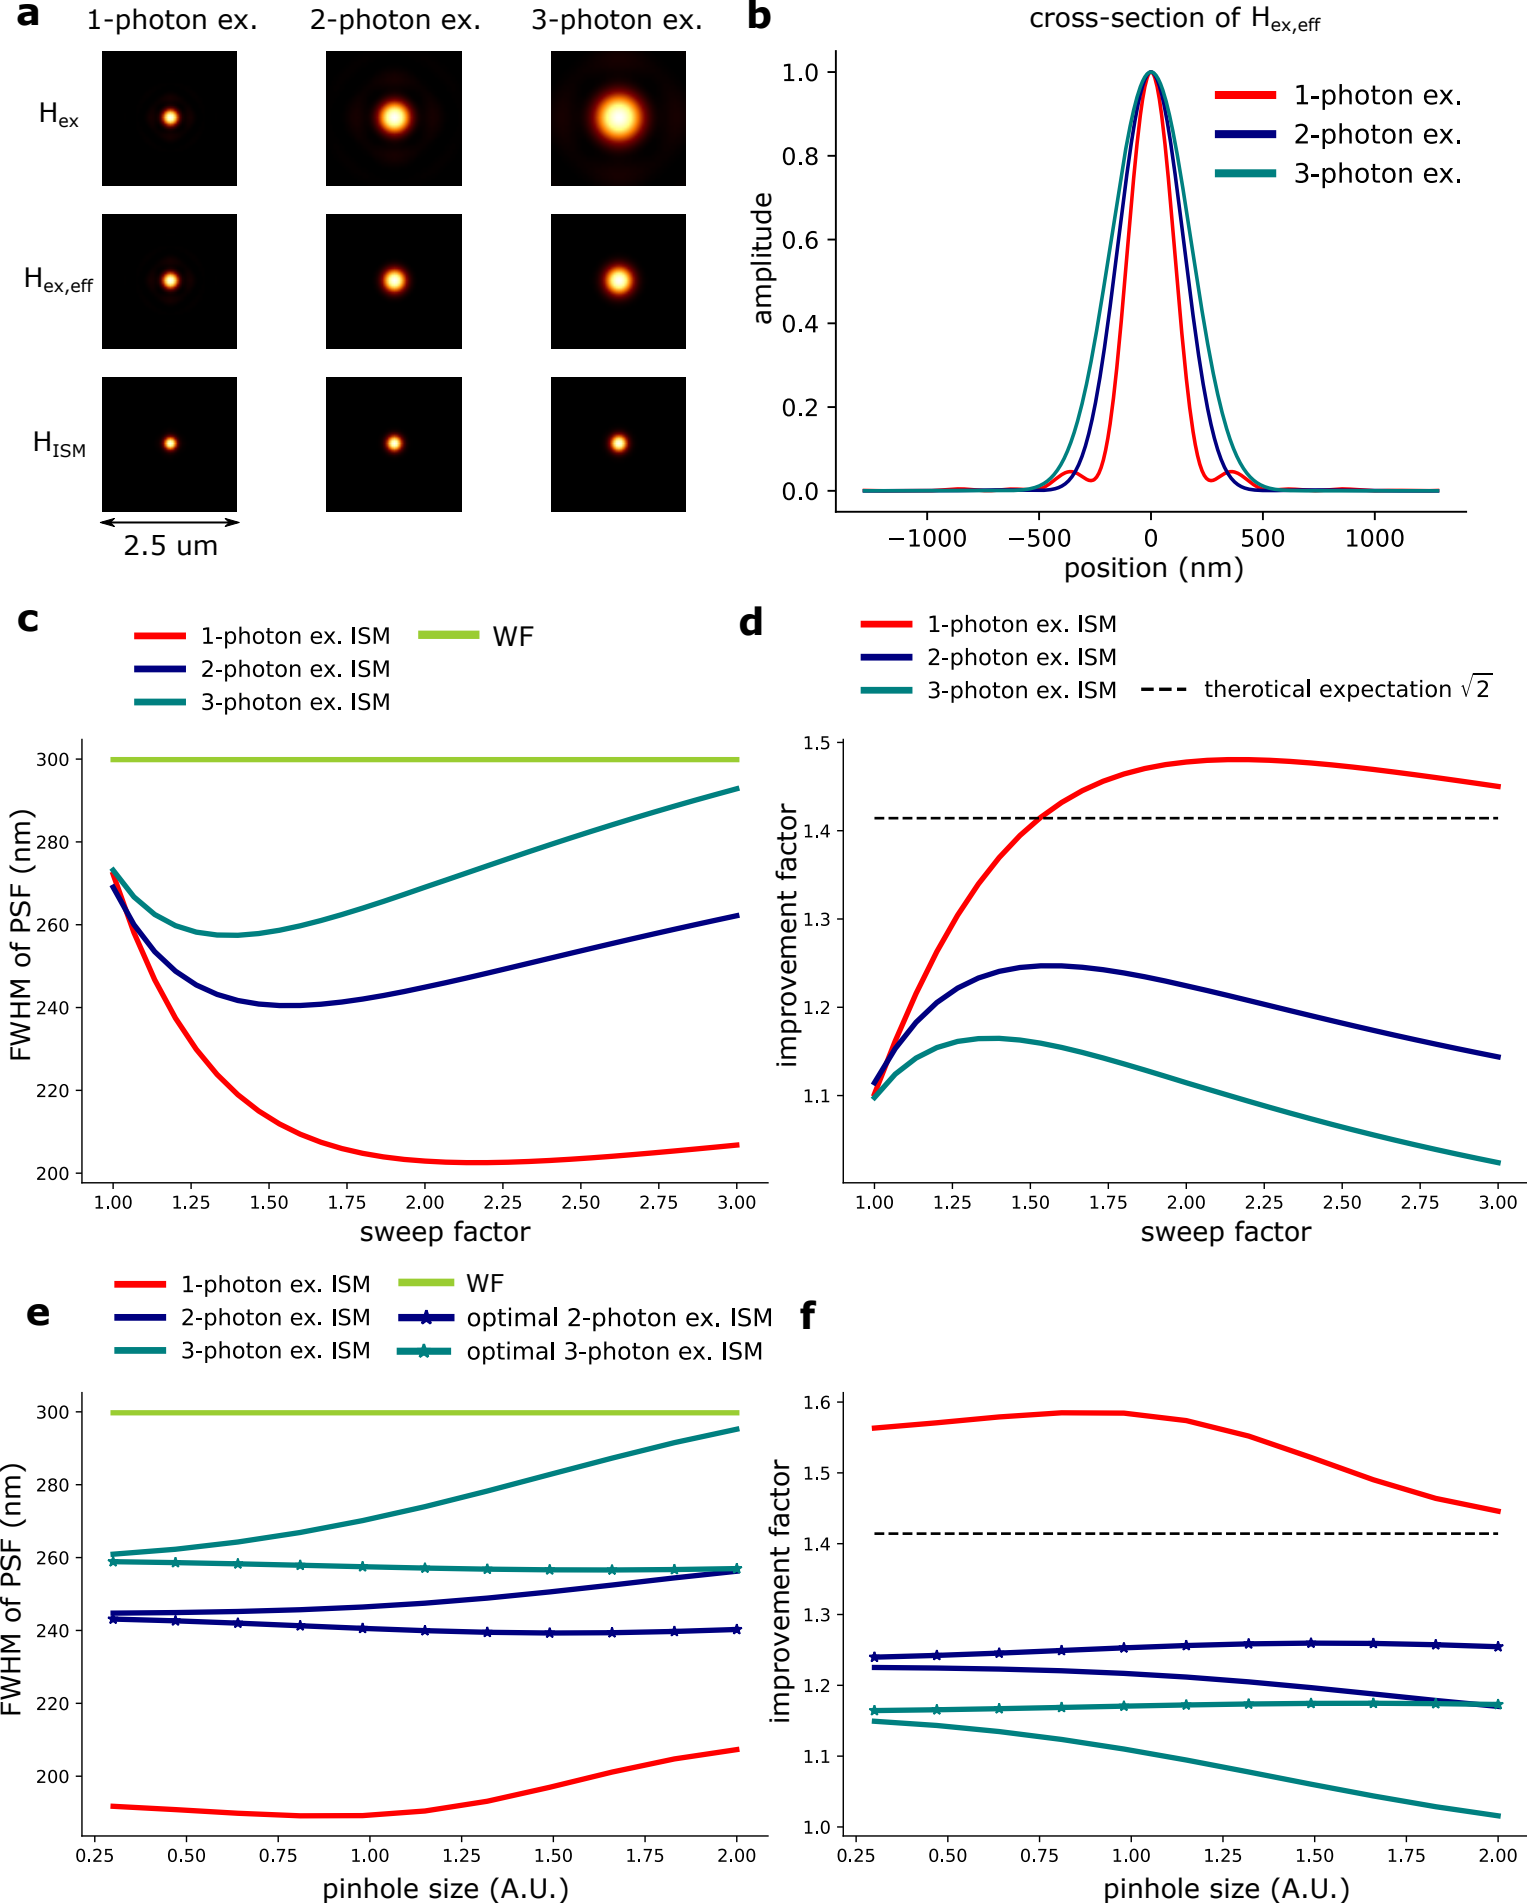 a
1-photon ex. 2-photon ex. 3-photon ex.
H_ex
H_ex,eff
H_ISM
2.5 um
b
cross-section of H_ex,eff
1-photon ex.
2-photon ex.
3-photon ex.
amplitude
1.0
0.8
0.6
0.4
0.2
0.0
−1000 −500 0 500 1000
position (nm)
c
1-photon ex. ISM WF
2-photon ex. ISM
3-photon ex. ISM
FWHM of PSF (nm)
300
280
260
240
220
200
1.00 1.25 1.50 1.75 2.00 2.25 2.50 2.75 3.00
sweep factor
d
1-photon ex. ISM
2-photon ex. ISM
3-photon ex. ISM therotical expectation √2
improvement factor
1.5
1.4
1.3
1.2
1.1
1.00 1.25 1.50 1.75 2.00 2.25 2.50 2.75 3.00
sweep factor
e
1-photon ex. ISM WF
2-photon ex. ISM optimal 2-photon ex. ISM
3-photon ex. ISM optimal 3-photon ex. ISM
FWHM of PSF (nm)
300
280
260
240
220
200
0.25 0.50 0.75 1.00 1.25 1.50 1.75 2.00
pinhole size (A.U.)
f
improvement factor
1.6
1.5
1.4
1.3
1.2
1.1
1.0
0.25 0.50 0.75 1.00 1.25 1.50 1.75 2.00
pinhole size (A.U.)